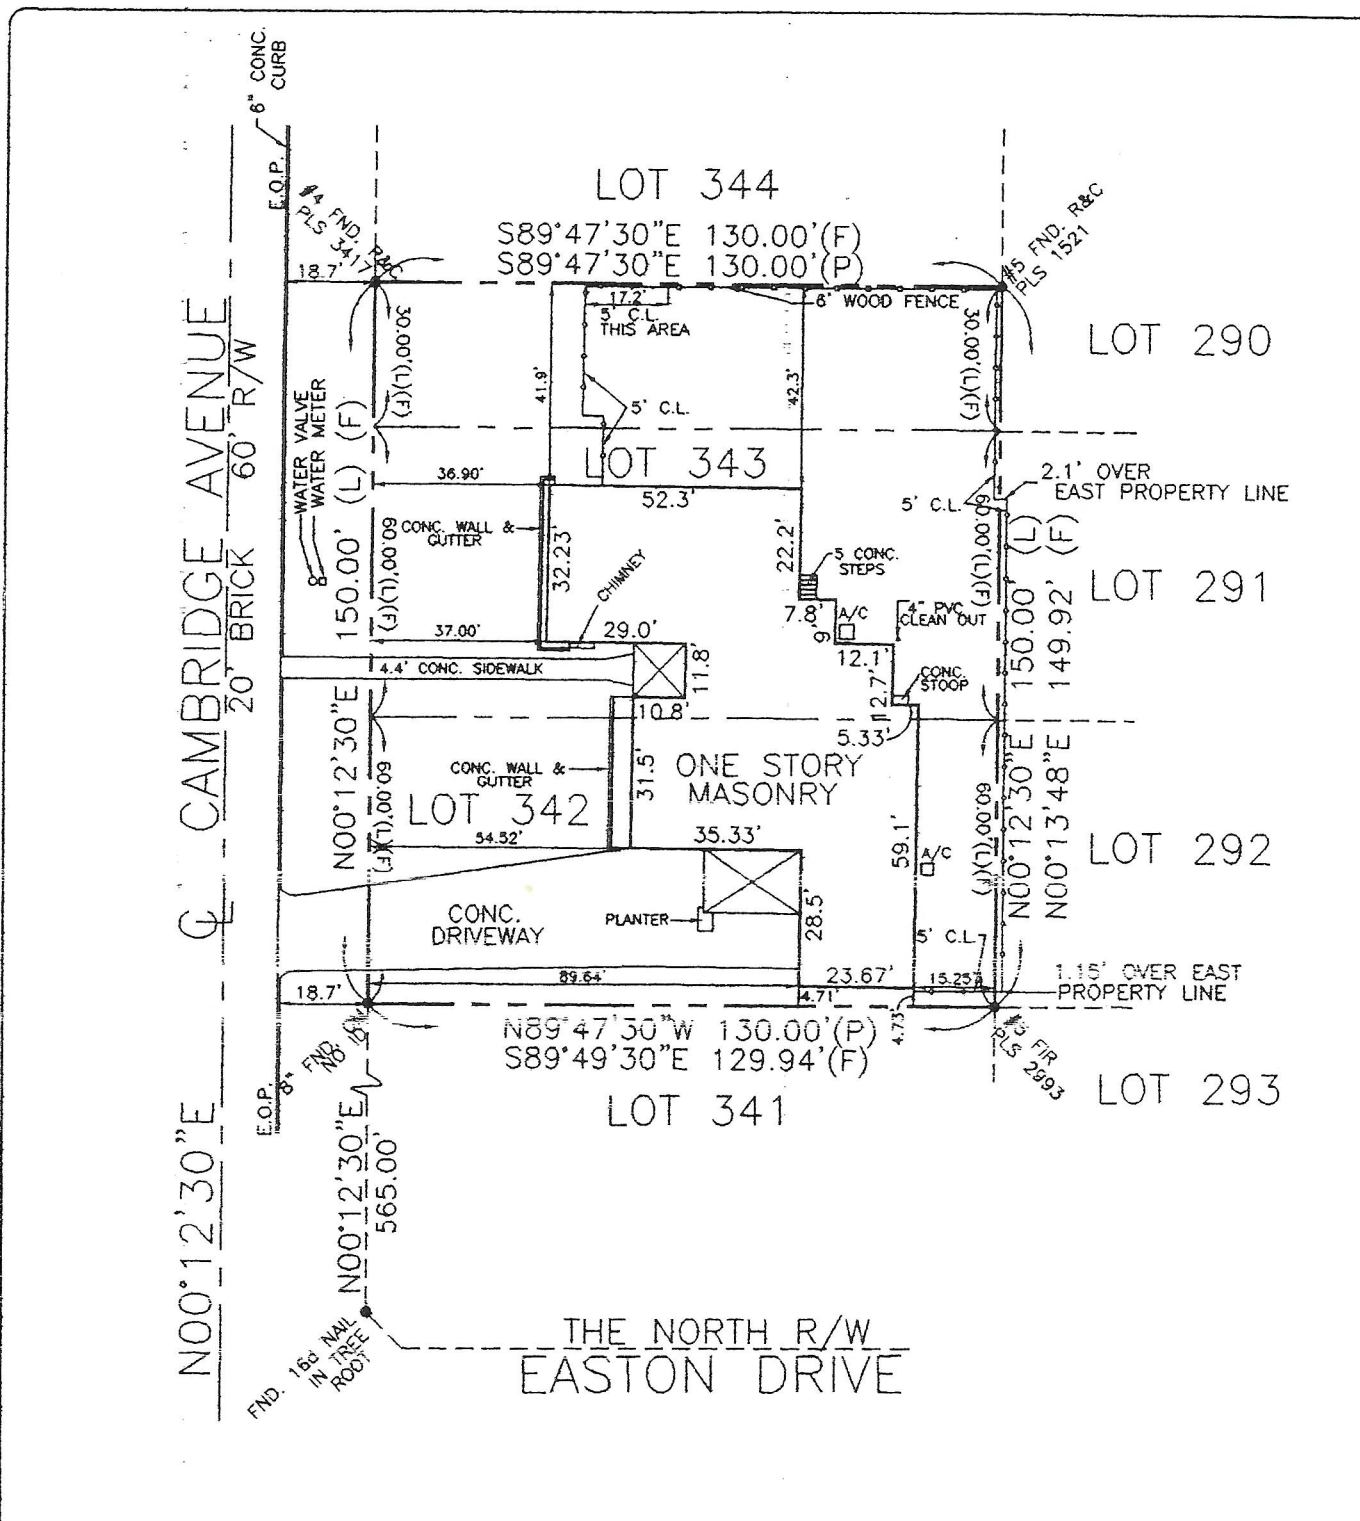 6" CONC.
CURB
E.O.P.
#4 FND. R&C
PLS 3417
LOT 344
S89°47'30"E 130.00'(F)
S89°47'30"E 130.00'(P)
#5 FND. R&C
PLS 1521
18.7'
17.2'
5' C.L.
THIS AREA
6' WOOD FENCE
30.00'(L)(F)
41.9'
42.3'
30.00'(L)(F)
LOT 290
5' C.L.
WATER VALVE
WATER METER
150.00' (L) (F)
CAMBRIDGE AVENUE
60' R/W
20' BRICK
LOT 343
36.90'
52.3'
2.1' OVER
EAST PROPERTY LINE
5' C.L.
CONC. WALL &
GUTTER
60.00'(L)(F)
32.23'
CHIMNEY
22.2'
5 CONC.
STEPS
60.00'(L)(F)
150.00' (L)
149.92' (F)
LOT 291
7.8'
A/C
4" PVC
CLEAN OUT
9'
37.00'
29.0'
12.1'
4.4' CONC. SIDEWALK
11.8'
12.7'
CONC.
STOOP
10.8'
5.33'
N00°12'30"E
N00°12'30"E
N00°13'48"E
CONC. WALL &
GUTTER
31.5'
ONE STORY
MASONRY
60.00'(L)(F)
LOT 342
54.52'
35.33'
59.1'
A/C
LOT 292
CL
CONC.
DRIVEWAY
PLANTER
28.5'
5' C.L.
89.64'
23.67'
15.25'
1.15' OVER EAST
PROPERTY LINE
18.7'
4.71'
4.73'
N89°47'30"W 130.00'(P)
S89°49'30"E 129.94'(F)
NO ID
#5 FIR
PLS 2993
E.O.P.
LOT 341
LOT 293
N00°12'30"E
N00°12'30"E
565.00'
FND. 16d NAIL
IN TREE
ROOT
THE NORTH R/W
EASTON DRIVE